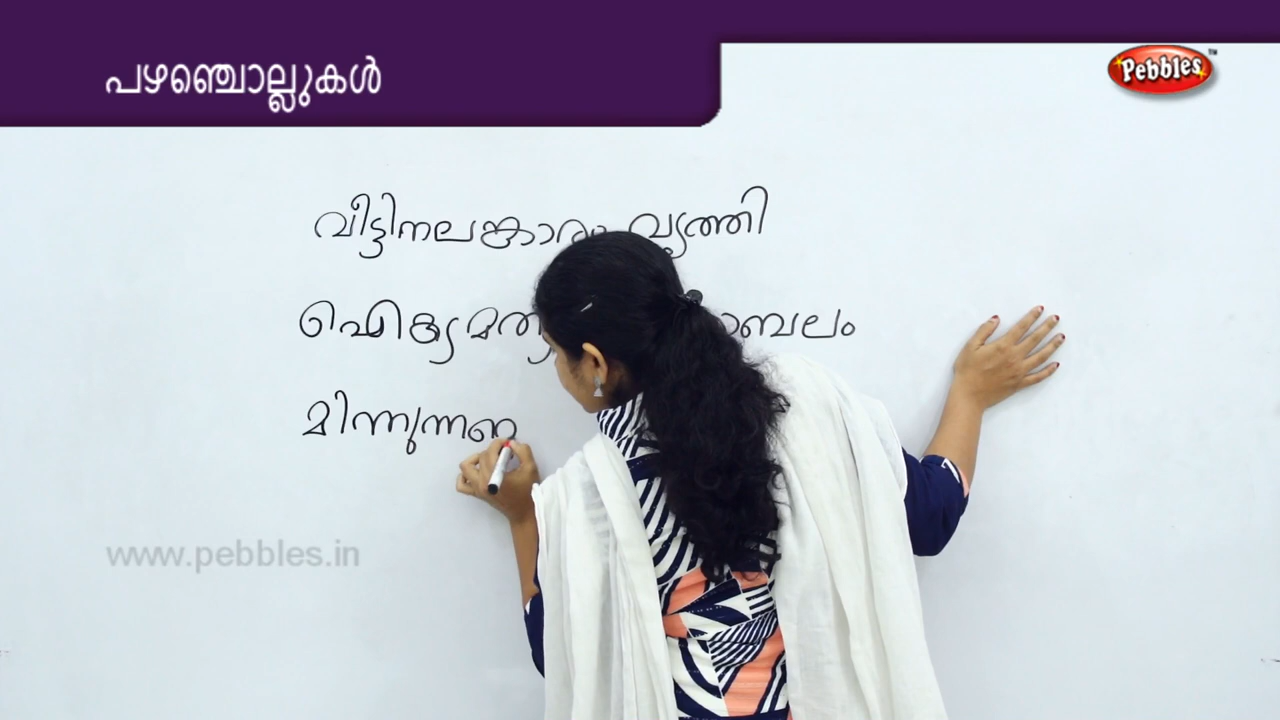 പഴഞ്ചൊല്ലുകൾ
Pebbles
വീട്ടിനലങ്കാരം വൃത്തി
ഐക്യമത്യ
ബലം
മിന്നുന്ന
www.pebbles.in